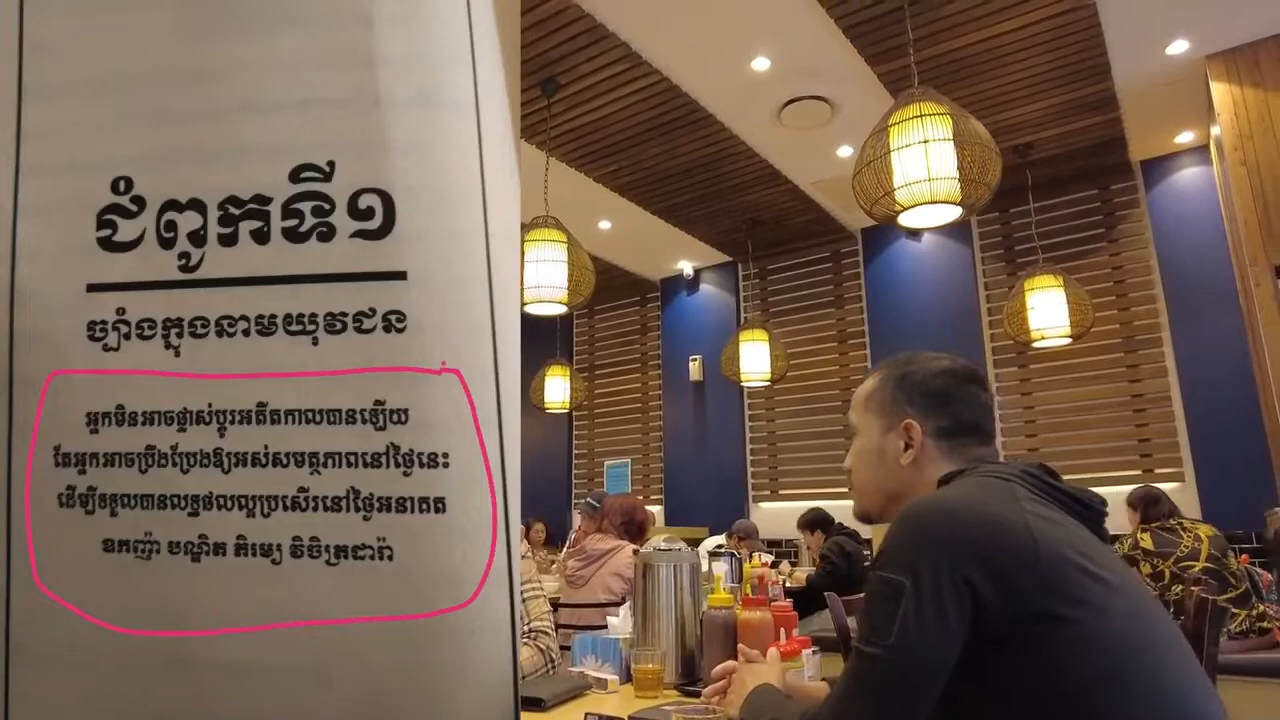 ជំពូកទី១
ច្បាំងក្នុងនាមយុវជន
អ្នកមិនអាចផ្លាស់ប្តូរអតីតកាលបានឡើយ
តែអ្នកអាចប្រឹងប្រែងឱ្យអស់សមត្ថភាពនៅថ្ងៃនេះ
ដើម្បីទទួលបានលទ្ធផលល្អប្រសើរនៅថ្ងៃអនាគត
ឧកញ៉ា បណ្ឌិត ភិរម្យ វិចិត្រដារ៉ា